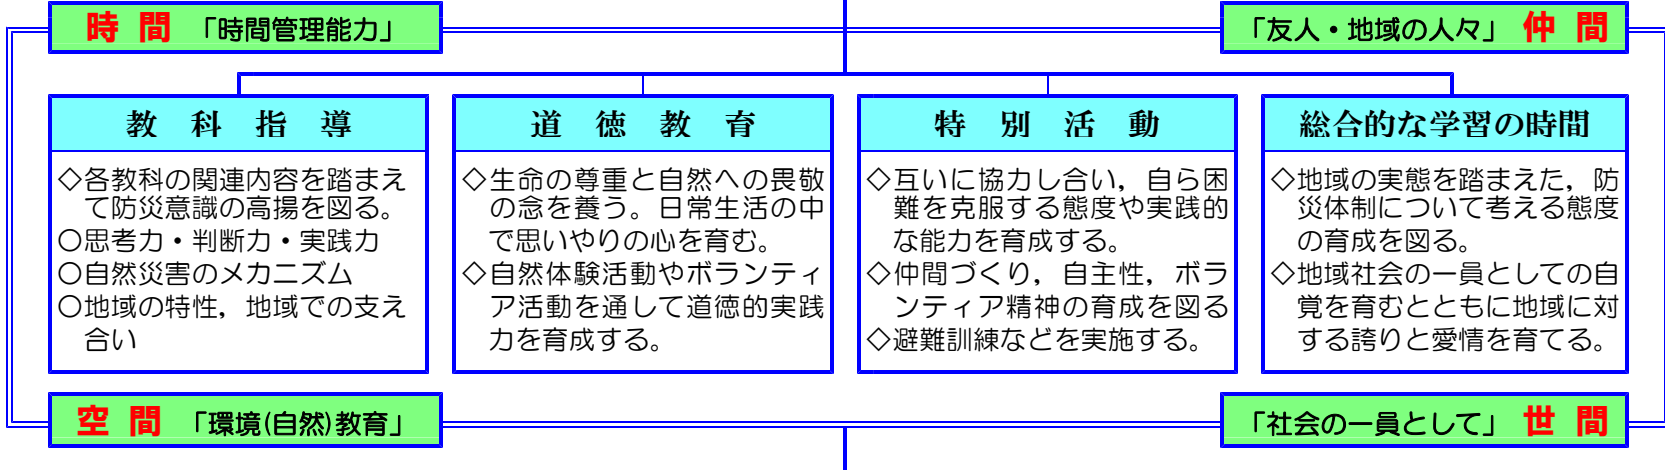 時間 「時間管理能力」
「友人・地域の人々」 仲間
教科指導
◇各教科の関連内容を踏まえ
て防災意識の高揚を図る。
〇思考力・判断力・実践力
〇自然災害のメカニズム
〇地域の特性，地域での支え
合い
道徳教育
◇生命の尊重と自然への畏敬
の念を養う。日常生活の中
で思いやりの心を育む。
◇自然体験活動やボランティ
ア活動を通して道徳的実践
力を育成する。
特別活動
◇互いに協力し合い，自ら困
難を克服する態度や実践的
な能力を育成する。
◇仲間づくり，自主性，ボラ
ンティア精神の育成を図る
◇避難訓練などを実施する。
総合的な学習の時間
◇地域の実態を踏まえた，防
災体制について考える態度
の育成を図る。
◇地域社会の一員としての自
覚を育むとともに地域に対
する誇りと愛情を育てる。
空間 「環境(自然)教育」
「社会の一員として」 世間